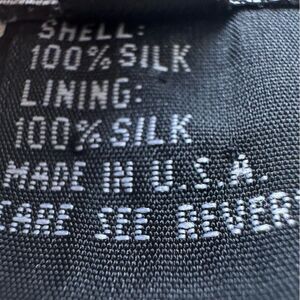 SHELL:
100% SILK
LINING:
100% SILK
MADE IN U.S.A.
CARE SEE REVER